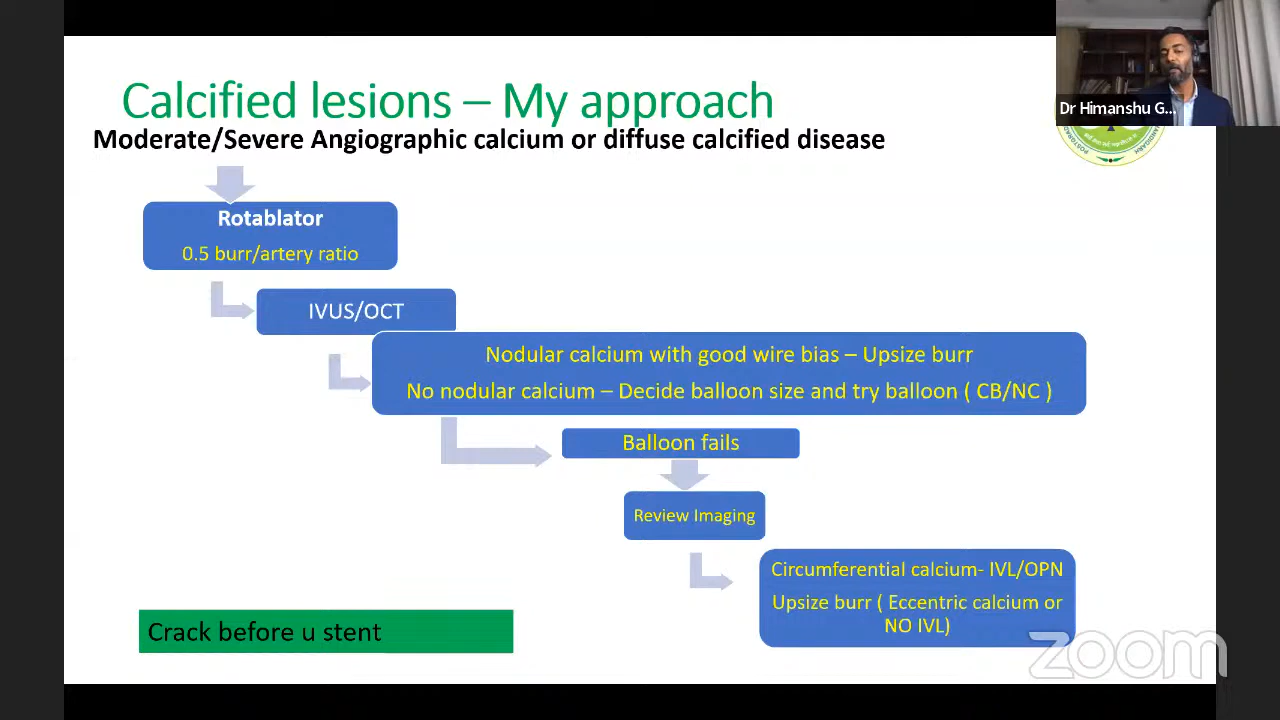 Calcified lesions – My approach
Dr Himanshu G...
Moderate/Severe Angiographic calcium or diffuse calcified disease
Rotablator
0.5 burr/artery ratio
IVUS/OCT
Nodular calcium with good wire bias – Upsize burr
No nodular calcium – Decide balloon size and try balloon ( CB/NC )
Balloon fails
Review Imaging
Circumferential calcium- IVL/OPN
Upsize burr ( Eccentric calcium or
NO IVL)
Crack before u stent
zoom